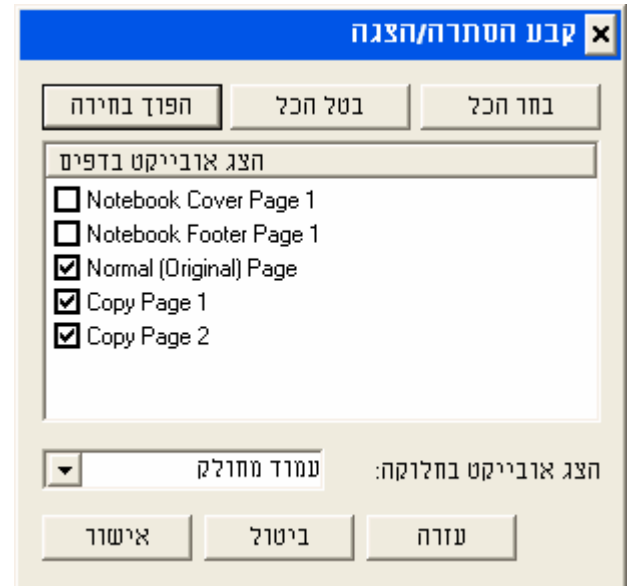 קבע הסתרה/הצגה
בחר הכל בטל הכל הפוך בחירה
הצג אובייקט בדפים
Notebook Cover Page 1
Notebook Footer Page 1
Normal (Original) Page
Copy Page 1
Copy Page 2
הצג אובייקט בחלוקה: עמוד מחולק
עזרה ביטול אישור